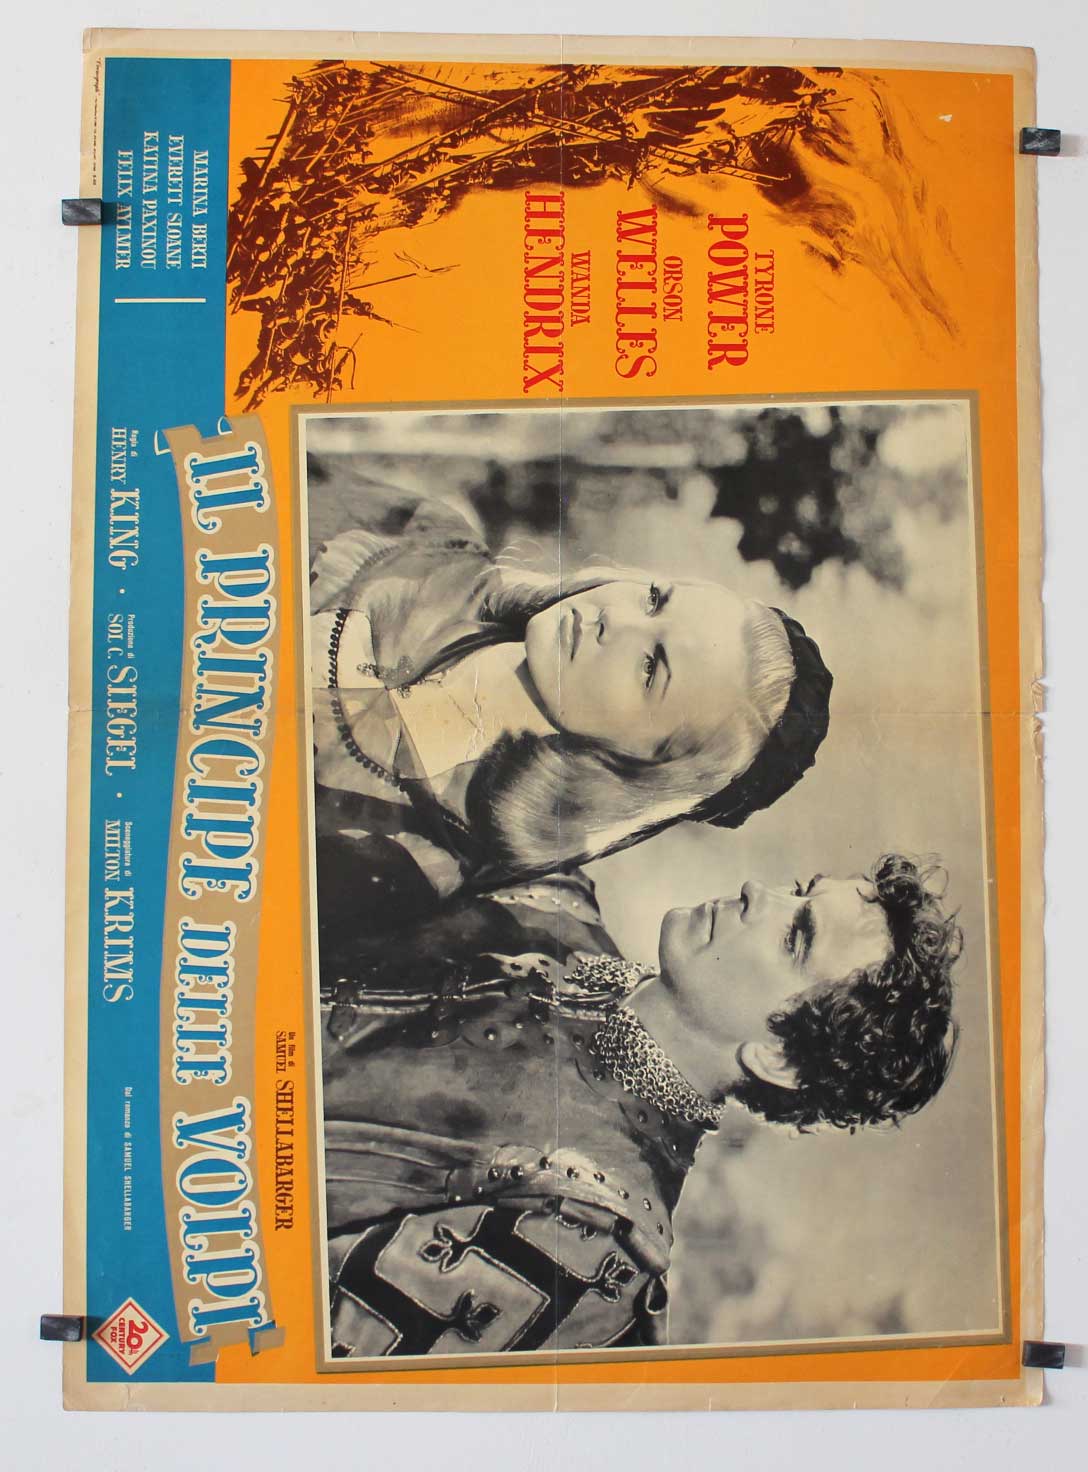 TYRONE
POWER
ORSON
WELLES
WANDA
HENDRIX
Un film di
SAMUEL SHELLABARGER
IL PRINCIPE DELLE VOLPI
MARINA BERTI
EVERETT SLOANE
KATINA PAXINOU
FELIX AYLMER
Regia di
HENRY KING
Produzione di
SOL C. SIEGEL
Sceneggiatura di
MILTON KRIMS
Dal romanzo di SAMUEL SHELLABARGER
20th
CENTURY
FOX